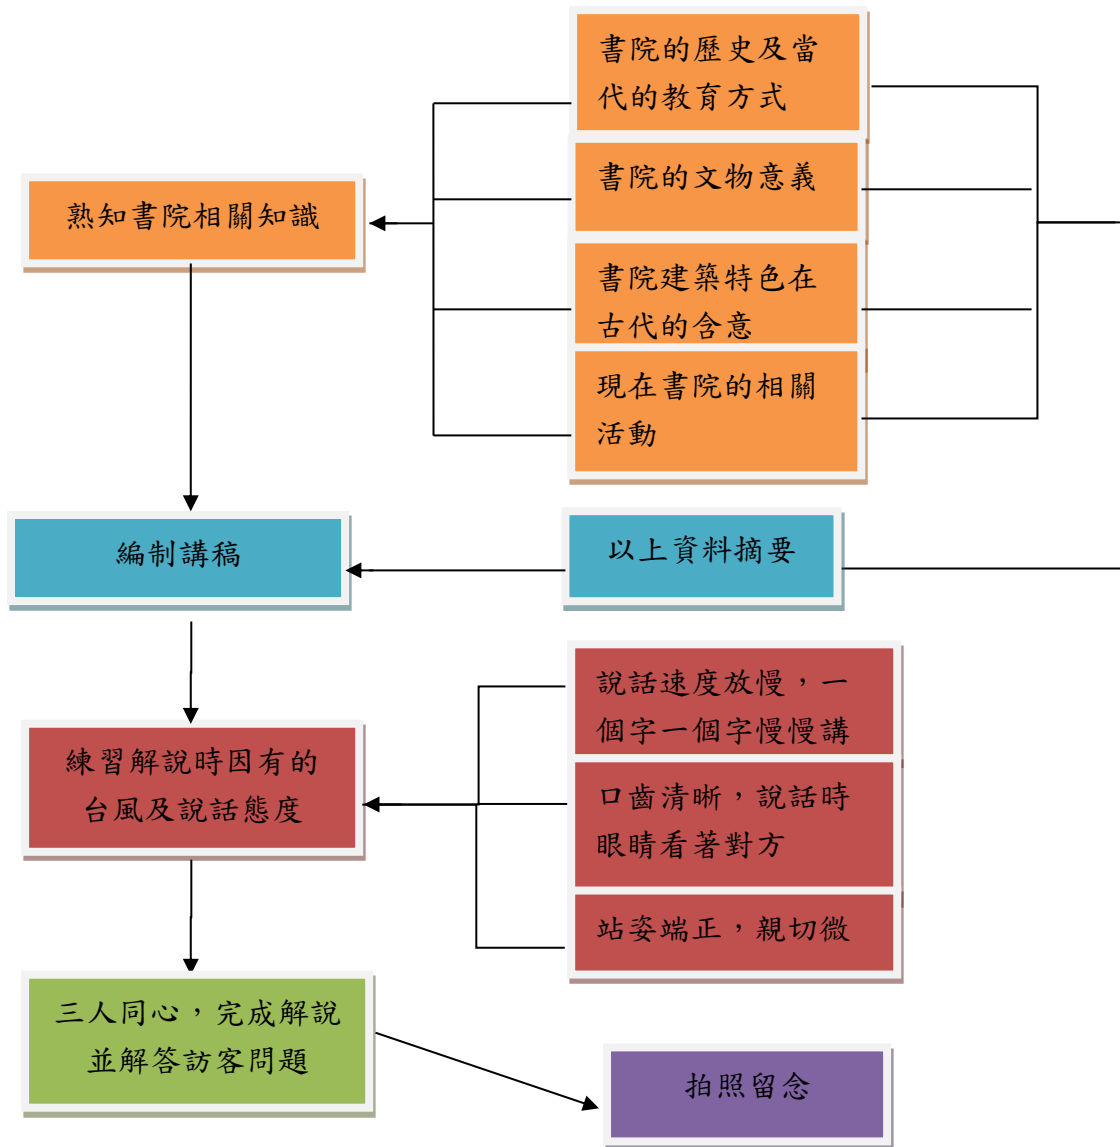 書院的歷史及當
代的教育方式
書院的文物意義
熟知書院相關知識
書院建築特色在
古代的含意
現在書院的相關
活動
編制講稿
以上資料摘要
說話速度放慢，一
個字一個字慢慢講
練習解說時因有的
台風及說話態度
口齒清晰，說話時
眼睛看著對方
站姿端正，親切微
三人同心，完成解說
並解答訪客問題
拍照留念